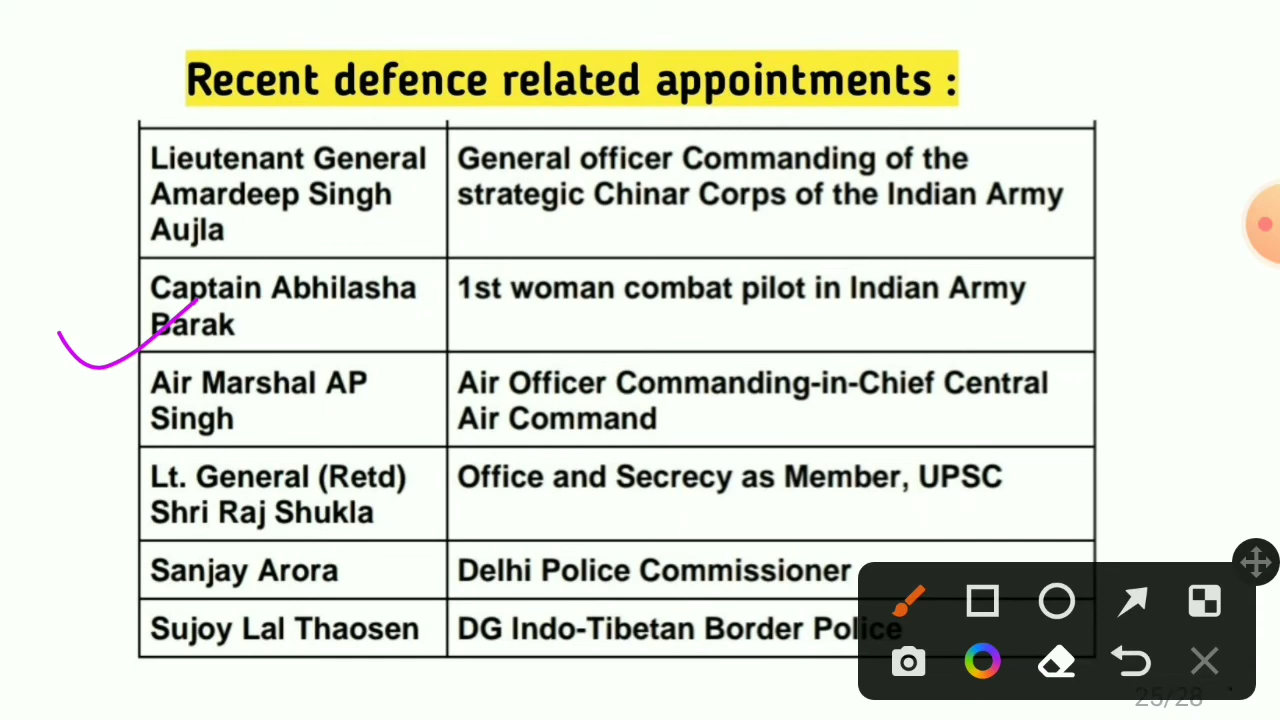 Recent defence related appointments :
Lieutenant General
Amardeep Singh
Aujla
General officer Commanding of the
strategic Chinar Corps of the Indian Army
Captain Abhilasha
Barak
1st woman combat pilot in Indian Army
Air Marshal AP
Singh
Air Officer Commanding-in-Chief Central
Air Command
Lt. General (Retd)
Shri Raj Shukla
Office and Secrecy as Member, UPSC
Sanjay Arora
Delhi Police Commissioner
Sujoy Lal Thaosen
DG Indo-Tibetan Border Police
25/28